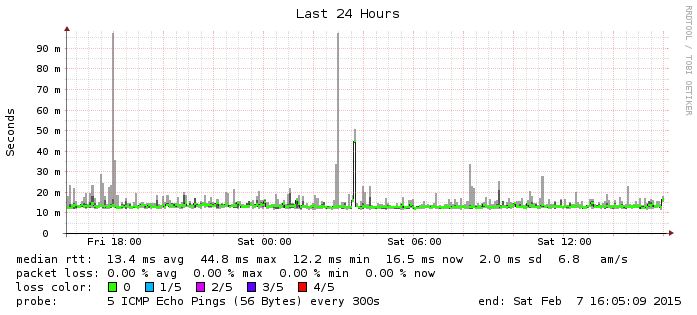 Last 24 Hours
RRDTOOL / TOBI OETIKER
Seconds
90 m
80 m
70 m
60 m
50 m
40 m
30 m
20 m
10 m
0
Fri 18:00 Sat 00:00 Sat 06:00 Sat 12:00
median rtt: 13.4 ms avg 44.8 ms max 12.2 ms min 16.5 ms now 2.0 ms sd 6.8 am/s
packet loss: 0.00 % avg 0.00 % max 0.00 % min 0.00 % now
loss color: 0 1/5 2/5 3/5 4/5
probe: 5 ICMP Echo Pings (56 Bytes) every 300s end: Sat Feb 7 16:05:09 2015